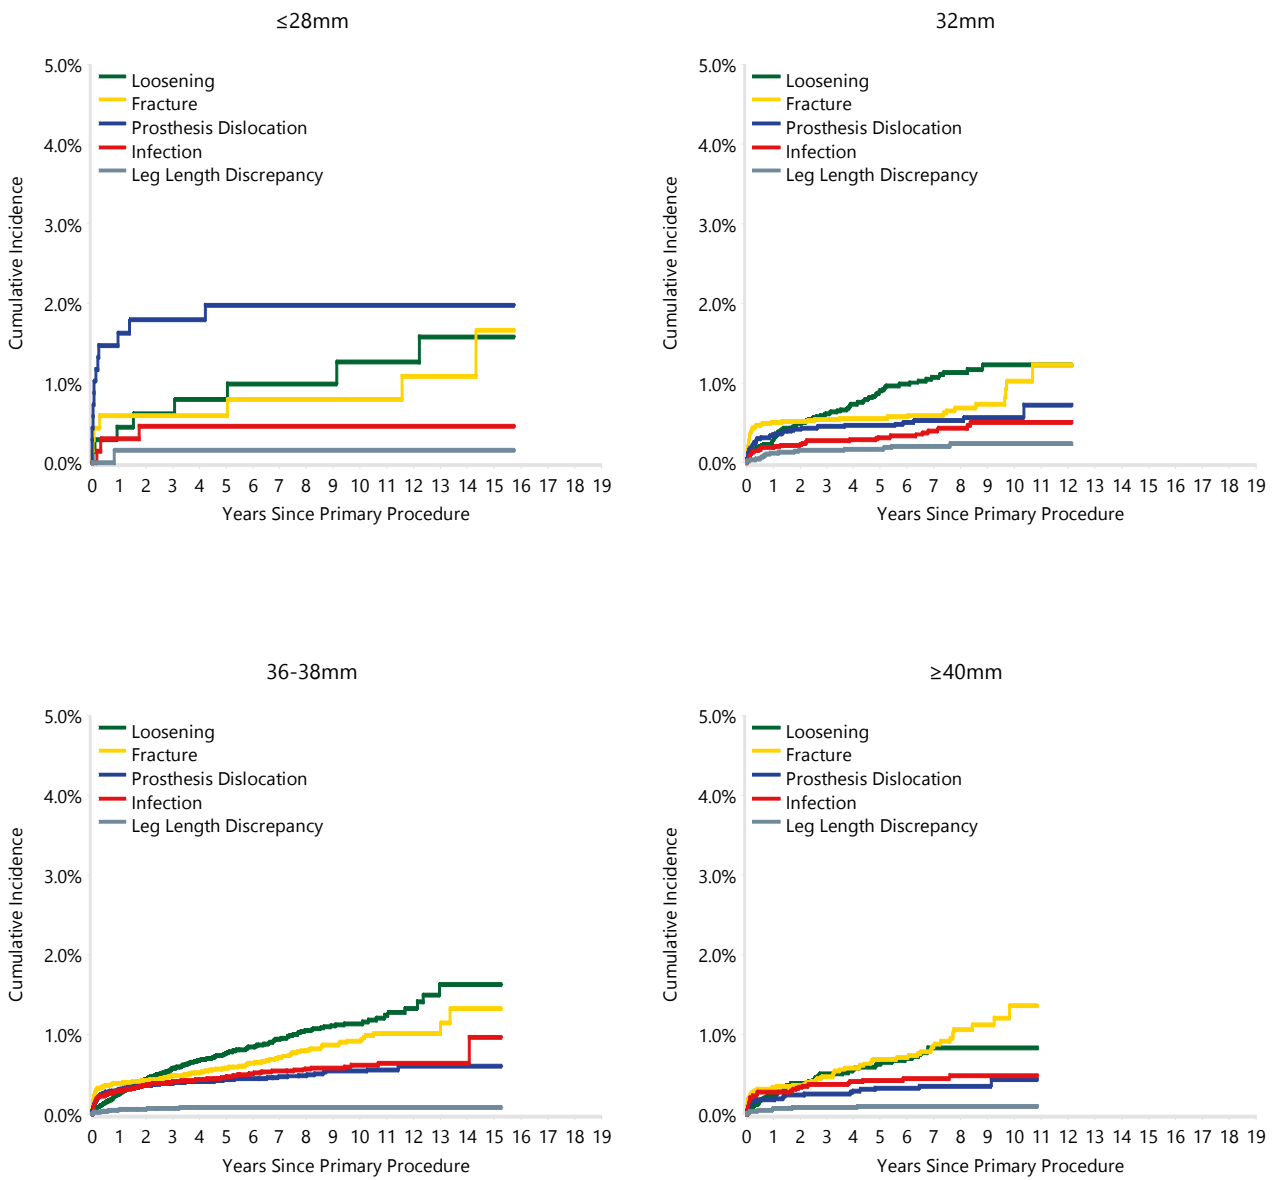 ≤28mm
5.0%
4.0%
3.0%
2.0%
1.0%
0.0%
Cumulative Incidence
Loosening
Fracture
Prosthesis Dislocation
Infection
Leg Length Discrepancy
0 1 2 3 4 5 6 7 8 9 10 11 12 13 14 15 16 17 18 19
Years Since Primary Procedure
32mm
5.0%
4.0%
3.0%
2.0%
1.0%
0.0%
Cumulative Incidence
Loosening
Fracture
Prosthesis Dislocation
Infection
Leg Length Discrepancy
0 1 2 3 4 5 6 7 8 9 10 11 12 13 14 15 16 17 18 19
Years Since Primary Procedure
36-38mm
5.0%
4.0%
3.0%
2.0%
1.0%
0.0%
Cumulative Incidence
Loosening
Fracture
Prosthesis Dislocation
Infection
Leg Length Discrepancy
0 1 2 3 4 5 6 7 8 9 10 11 12 13 14 15 16 17 18 19
Years Since Primary Procedure
≥40mm
5.0%
4.0%
3.0%
2.0%
1.0%
0.0%
Cumulative Incidence
Loosening
Fracture
Prosthesis Dislocation
Infection
Leg Length Discrepancy
0 1 2 3 4 5 6 7 8 9 10 11 12 13 14 15 16 17 18 19
Years Since Primary Procedure